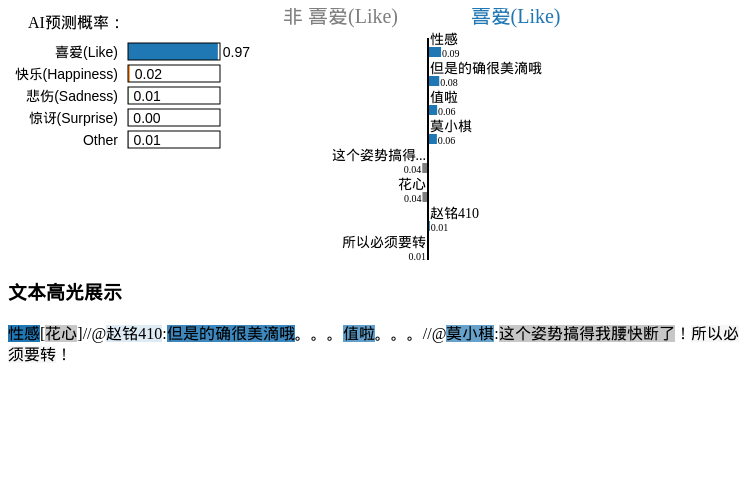 AI预测概率：
喜爱(Like) 0.97
快乐(Happiness) 0.02
悲伤(Sadness) 0.01
惊讶(Surprise) 0.00
Other 0.01
非 喜爱(Like) 喜爱(Like)
性感
0.09
但是的确很美滴哦
0.08
值啦
0.06
莫小棋
0.06
这个姿势搞得...
0.04
花心
0.04
赵铭410
0.01
所以必须要转
0.01
文本高光展示
性感[花心]//@赵铭410:但是的确很美滴哦。。。值啦。。。//@莫小棋:这个姿势搞得我腰快断了！所以必
须要转！